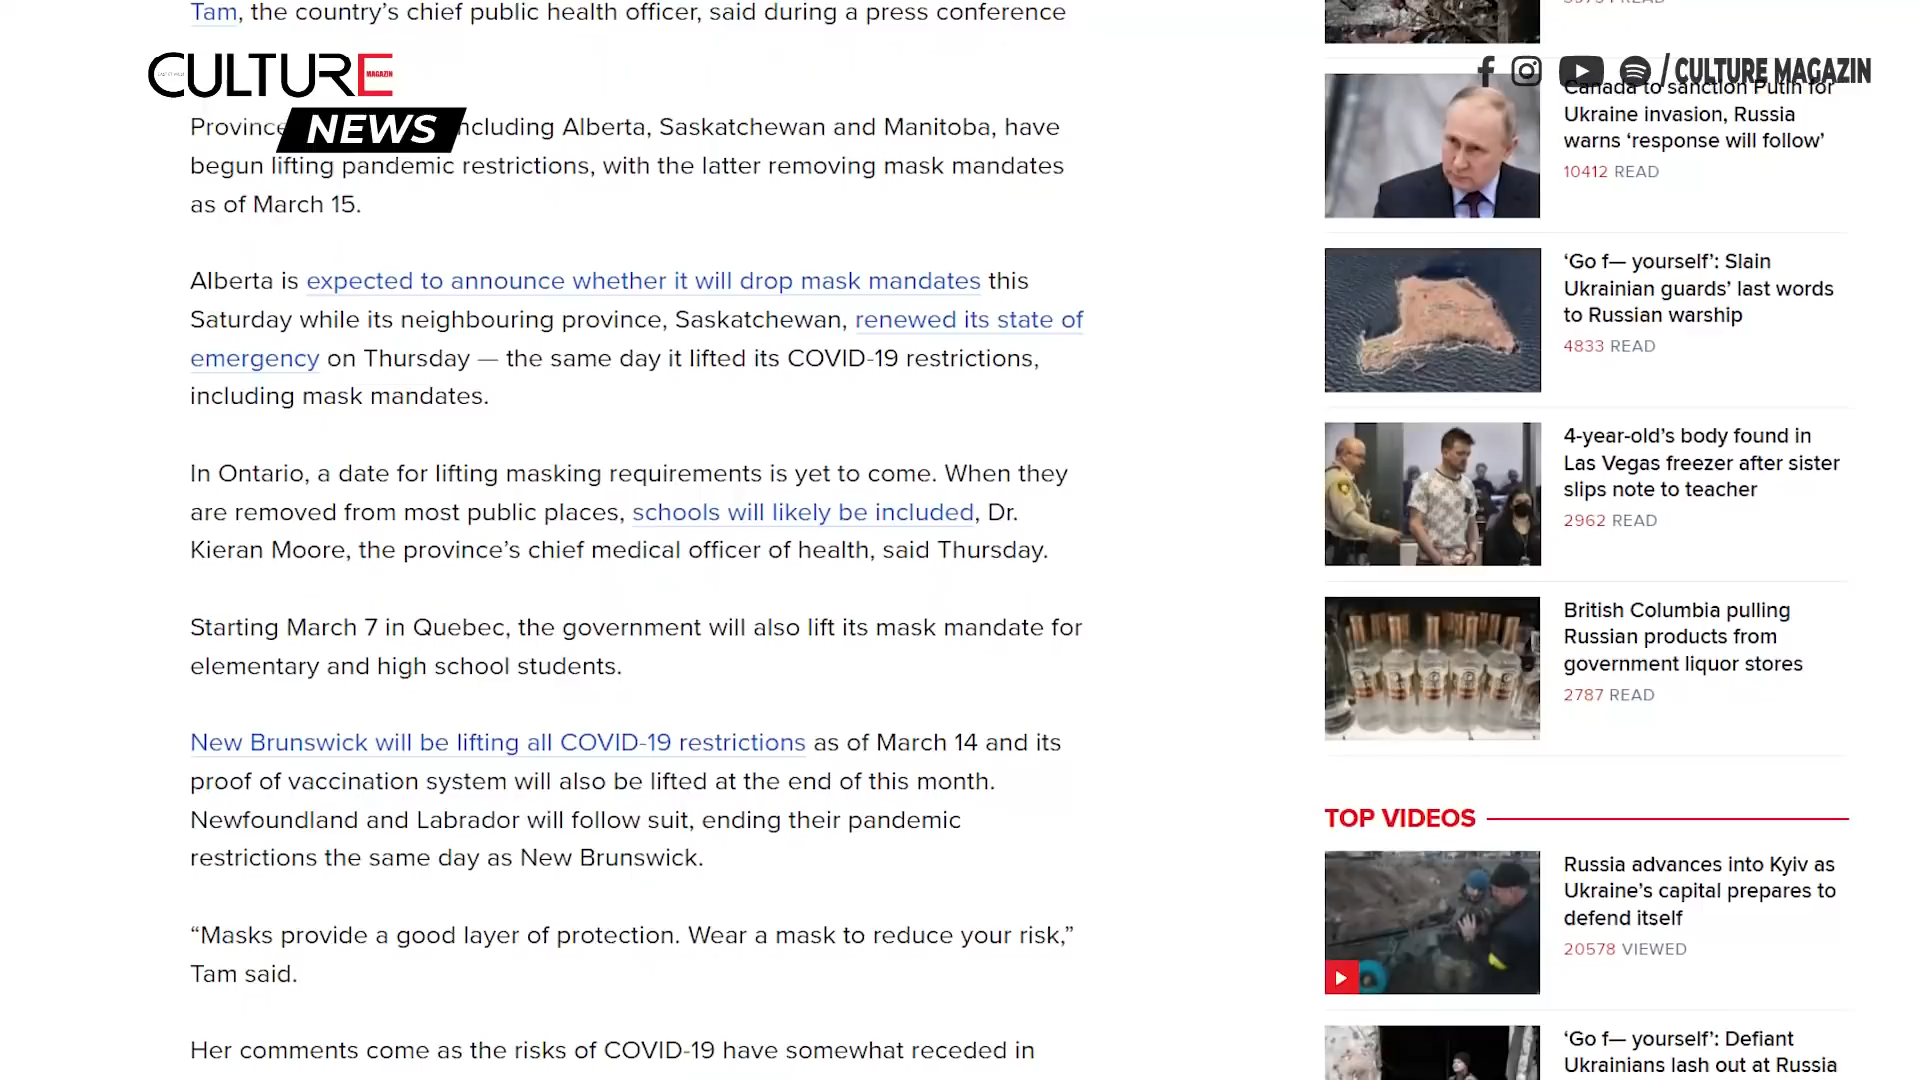 Tam, the country’s chief public health officer, said during a press conference
CULTURE
MAGAZIN
NEWS
/ CULTURE MAGAZIN
including Alberta, Saskatchewan and Manitoba, have
begun lifting pandemic restrictions, with the latter removing mask mandates
as of March 15.
Alberta is expected to announce whether it will drop mask mandates this
Saturday while its neighbouring province, Saskatchewan, renewed its state of
emergency on Thursday — the same day it lifted its COVID-19 restrictions,
including mask mandates.
In Ontario, a date for lifting masking requirements is yet to come. When they
are removed from most public places, schools will likely be included, Dr.
Kieran Moore, the province’s chief medical officer of health, said Thursday.
Starting March 7 in Quebec, the government will also lift its mask mandate for
elementary and high school students.
New Brunswick will be lifting all COVID-19 restrictions as of March 14 and its
proof of vaccination system will also be lifted at the end of this month.
Newfoundland and Labrador will follow suit, ending their pandemic
restrictions the same day as New Brunswick.
“Masks provide a good layer of protection. Wear a mask to reduce your risk,”
Tam said.
Her comments come as the risks of COVID-19 have somewhat receded in
Canada to sanction Putin for
Ukraine invasion, Russia
warns ‘response will follow’
10412 READ
‘Go f— yourself’: Slain
Ukrainian guards’ last words
to Russian warship
4833 READ
4-year-old’s body found in
Las Vegas freezer after sister
slips note to teacher
2962 READ
British Columbia pulling
Russian products from
government liquor stores
2787 READ
TOP VIDEOS
Russia advances into Kyiv as
Ukraine’s capital prepares to
defend itself
20578 VIEWED
‘Go f— yourself’: Defiant
Ukrainians lash out at Russia